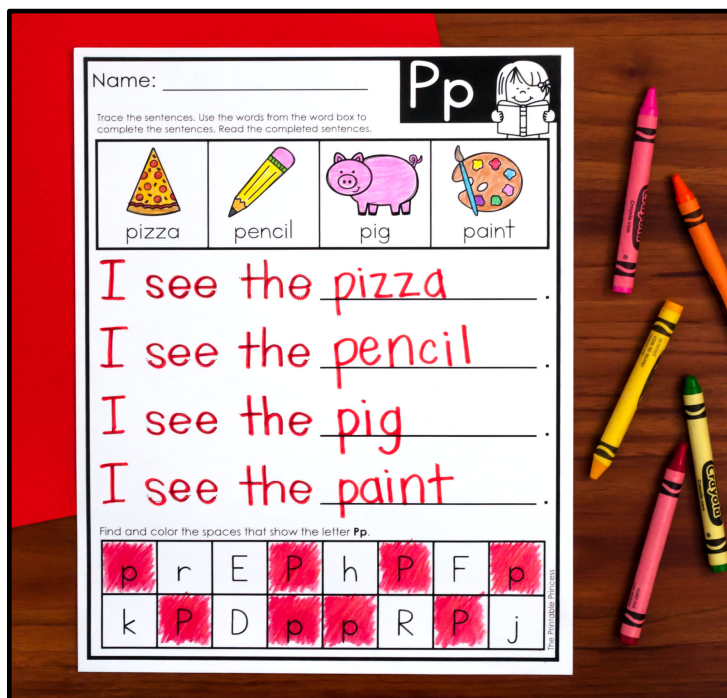 Name:
Pp
Trace the sentences. Use the words from the word box to
complete the sentences. Read the completed sentences.
pizza pencil pig paint
I see the pizza.
I see the pencil.
I see the pig.
I see the paint.
Find and color the spaces that show the letter Pp.
p r E P h P F p
k P D p p R P j
The Printable Princess
Crayola
Crayola